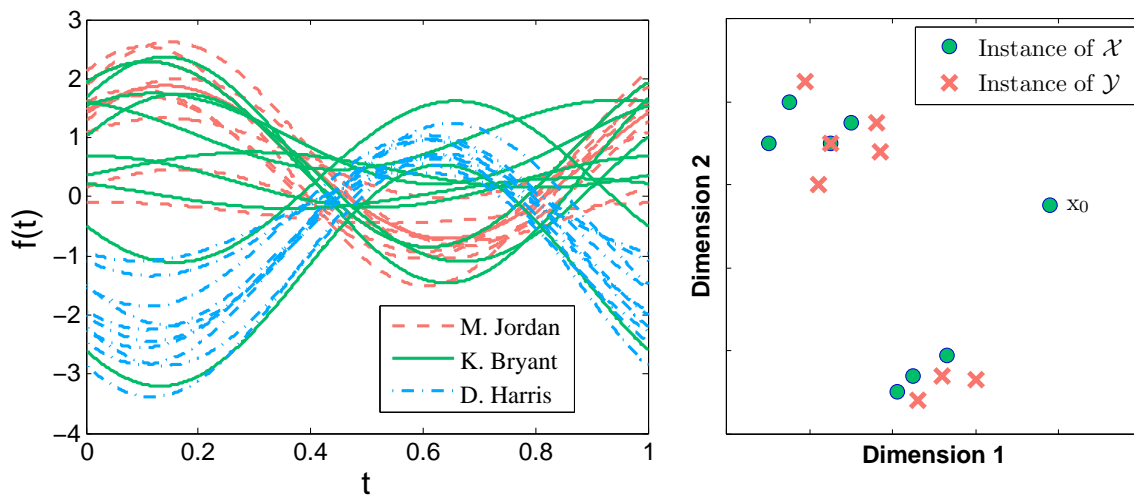 3
2
1
0
−1
−2
−3
−4
f(t)
0
0.2
0.4
0.6
0.8
1
t
M. Jordan
K. Bryant
D. Harris
Instance of 𝒳
Instance of 𝒴
x₀
Dimension 2
Dimension 1